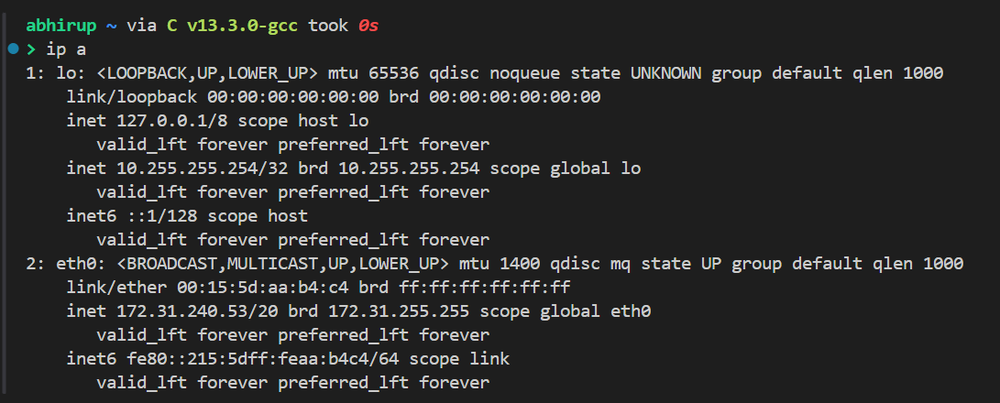 abhirup ~ via C v13.3.0-gcc took 0s
> ip a
1: lo: <LOOPBACK,UP,LOWER_UP> mtu 65536 qdisc noqueue state UNKNOWN group default qlen 1000
    link/loopback 00:00:00:00:00:00 brd 00:00:00:00:00:00
    inet 127.0.0.1/8 scope host lo
       valid_lft forever preferred_lft forever
    inet 10.255.255.254/32 brd 10.255.255.254 scope global lo
       valid_lft forever preferred_lft forever
    inet6 ::1/128 scope host
       valid_lft forever preferred_lft forever
2: eth0: <BROADCAST,MULTICAST,UP,LOWER_UP> mtu 1400 qdisc mq state UP group default qlen 1000
    link/ether 00:15:5d:aa:b4:c4 brd ff:ff:ff:ff:ff:ff
    inet 172.31.240.53/20 brd 172.31.255.255 scope global eth0
       valid_lft forever preferred_lft forever
    inet6 fe80::215:5dff:feaa:b4c4/64 scope link
       valid_lft forever preferred_lft forever